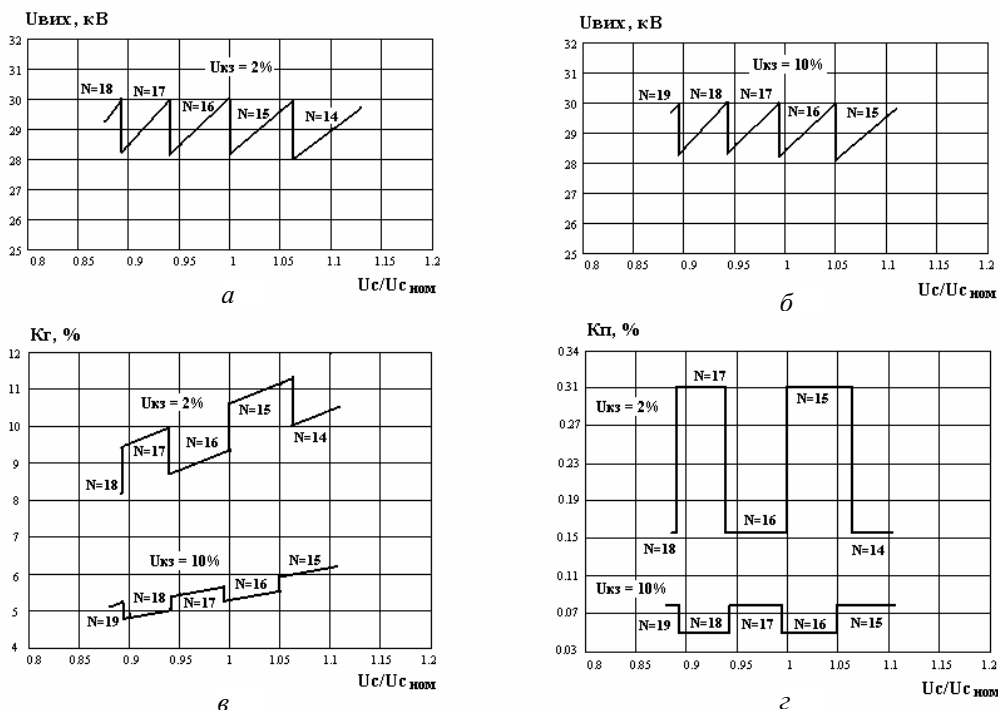 Uвих, кВ
32
31
30
29
28
27
26
25
Uкз = 2%
N=18
N=17
N=16
N=15
N=14
0.8 0.85 0.9 0.95 1 1.05 1.1 1.15 1.2
Uс/Uс ном
а
Uвих, кВ
32
31
30
29
28
27
26
25
Uкз = 10%
N=19
N=18
N=17
N=16
N=15
0.8 0.85 0.9 0.95 1 1.05 1.1 1.15 1.2
Uс/Uс ном
б
Кг, %
12
11
10
9
8
7
6
5
4
Uкз = 2%
N=18
N=17
N=16
N=15
N=14
Uкз = 10%
N=19
N=18
N=17
N=16
N=15
0.8 0.85 0.9 0.95 1 1.05 1.1 1.15 1.2
Uс/Uс ном
в
Кп, %
0.34
0.31
0.27
0.23
0.19
0.15
0.11
0.07
0.03
Uкз = 2%
N=18
N=17
N=16
N=15
N=14
Uкз = 10%
N=19
N=18
N=17
N=16
N=15
0.8 0.85 0.9 0.95 1 1.05 1.1 1.15 1.2
Uс/Uс ном
г